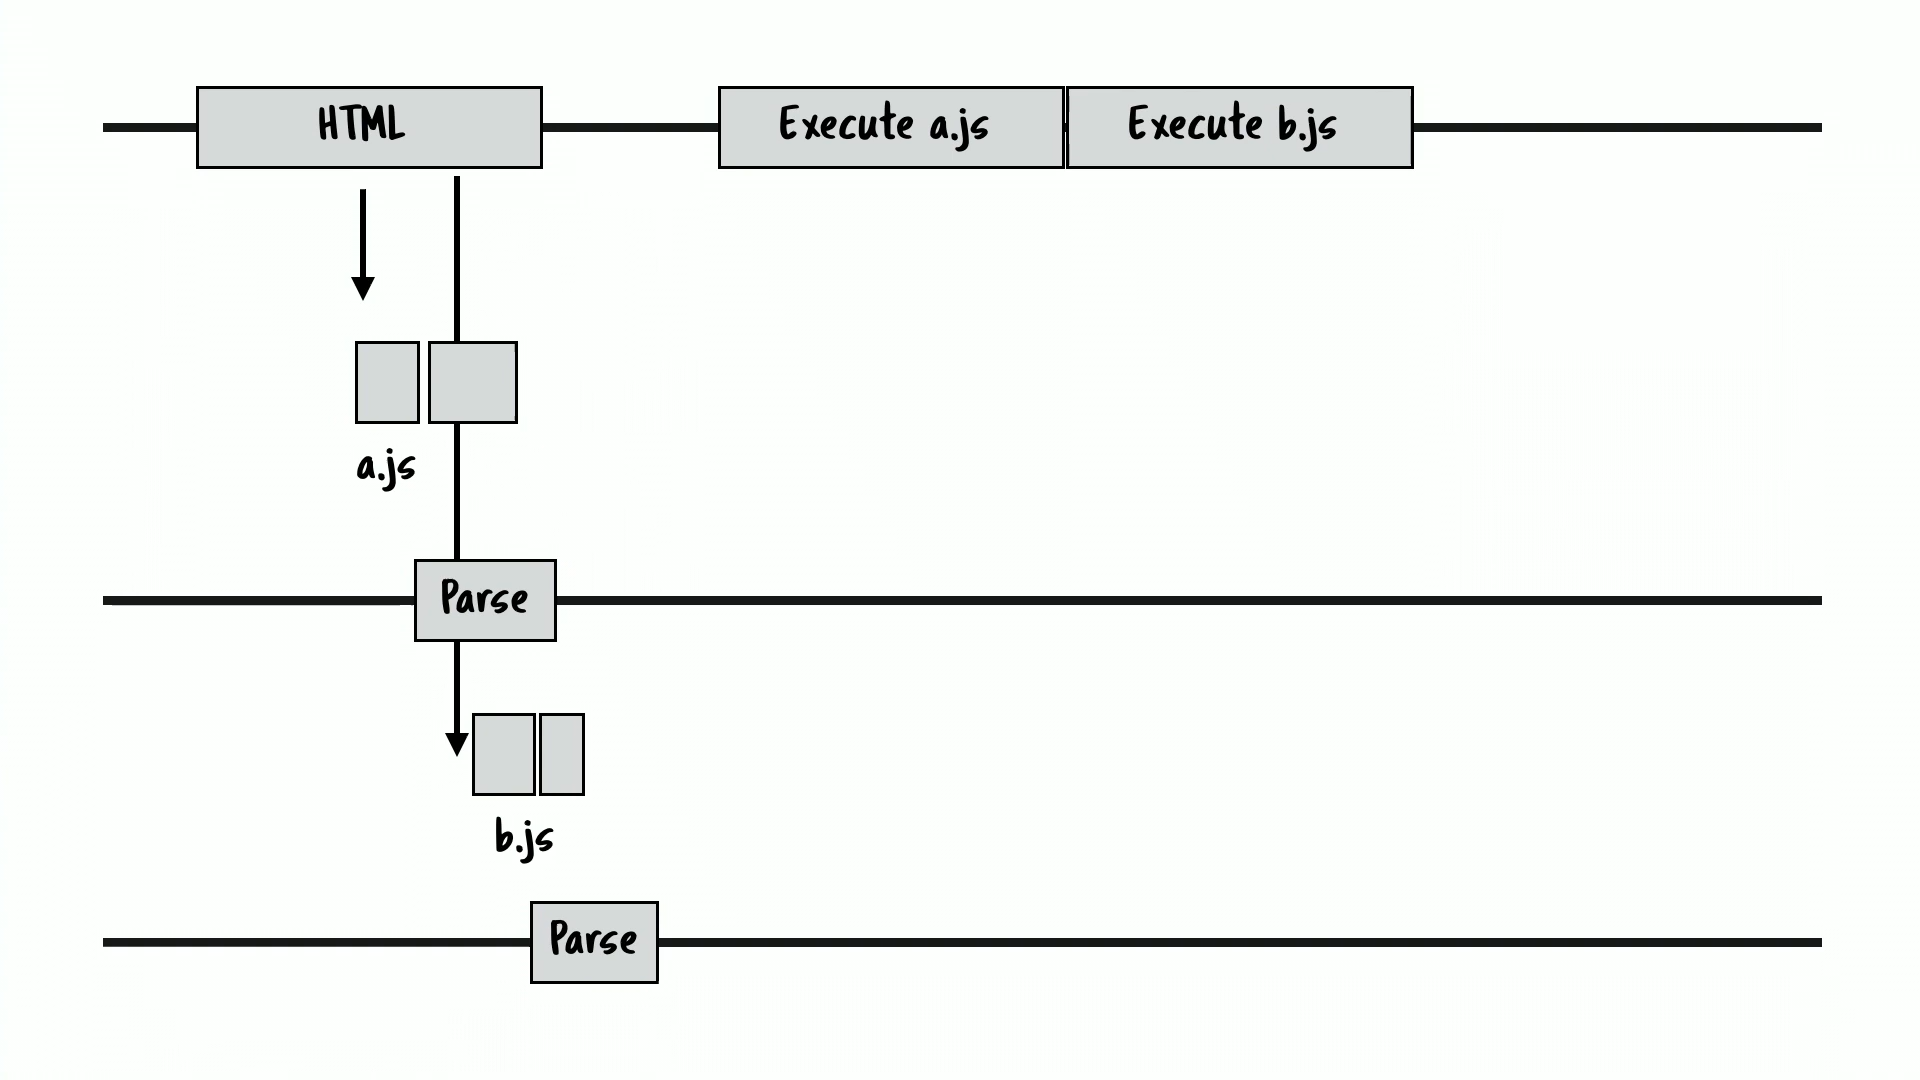 HTML
Execute a.js
Execute b.js
a.js
Parse
b.js
Parse